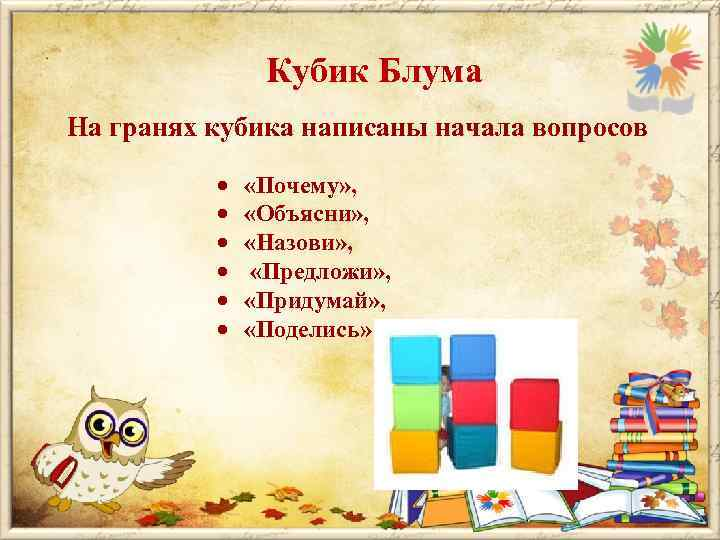 Кубик Блума
На гранях кубика написаны начала вопросов
• «Почему»,
• «Объясни»,
• «Назови»,
• «Предложи»,
• «Придумай»,
• «Поделись»